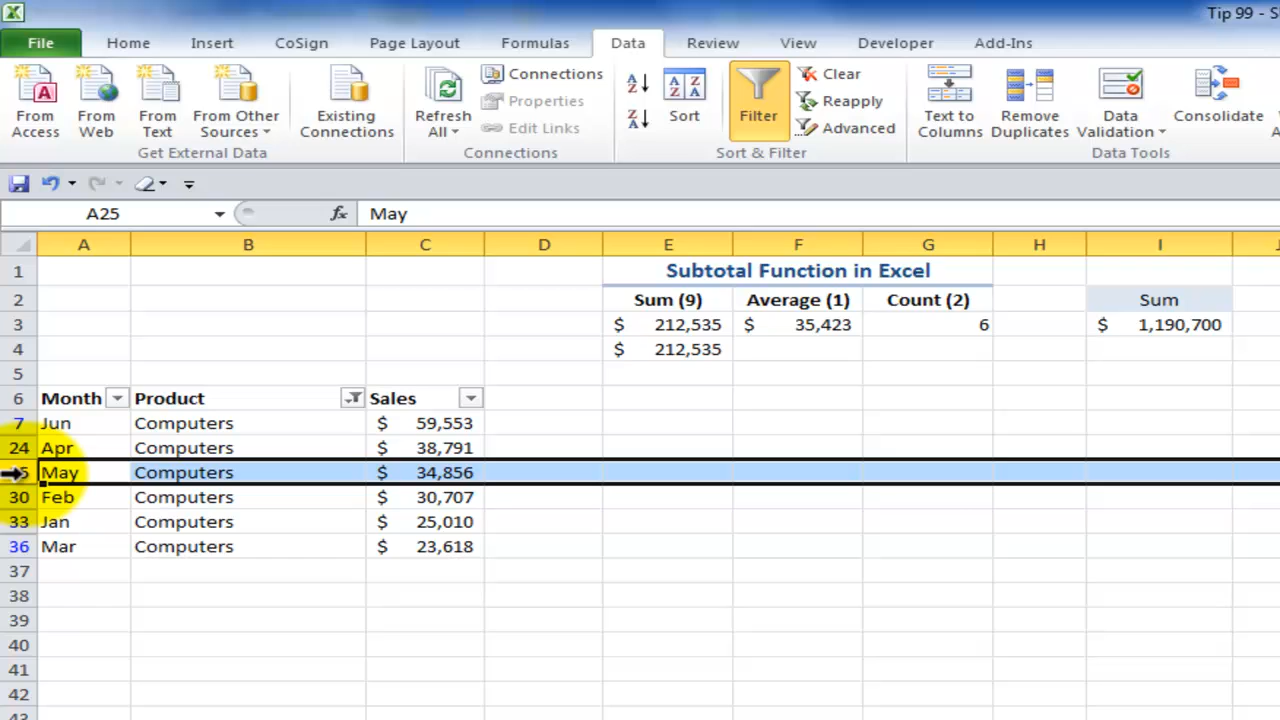 Tip 99 - S
File Home Insert CoSign Page Layout Formulas Data Review View Developer Add-Ins
From Access From Web From Text From Other Sources Existing Connections Refresh All Connections Properties Edit Links Sort Filter Clear Reapply Advanced Text to Columns Remove Duplicates Data Validation Consolidate
Get External Data Connections Sort & Filter Data Tools
A25 fx May
A B C D E F G H I J
1 Subtotal Function in Excel
2 Sum (9) Average (1) Count (2) Sum
3 $ 212,535 $ 35,423 6 $ 1,190,700
4 $ 212,535
5
6 Month Product Sales
7 Jun Computers $ 59,553
24 Apr Computers $ 38,791
5 May Computers $ 34,856
30 Feb Computers $ 30,707
33 Jan Computers $ 25,010
36 Mar Computers $ 23,618
37
38
39
40
41
42
43